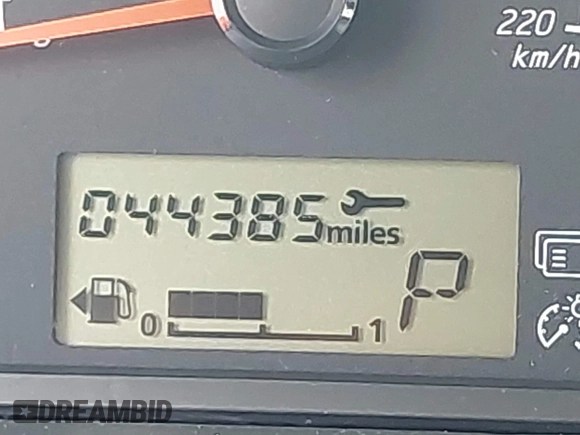 220
km/h
044385 miles
P
0 1
DREAMBID